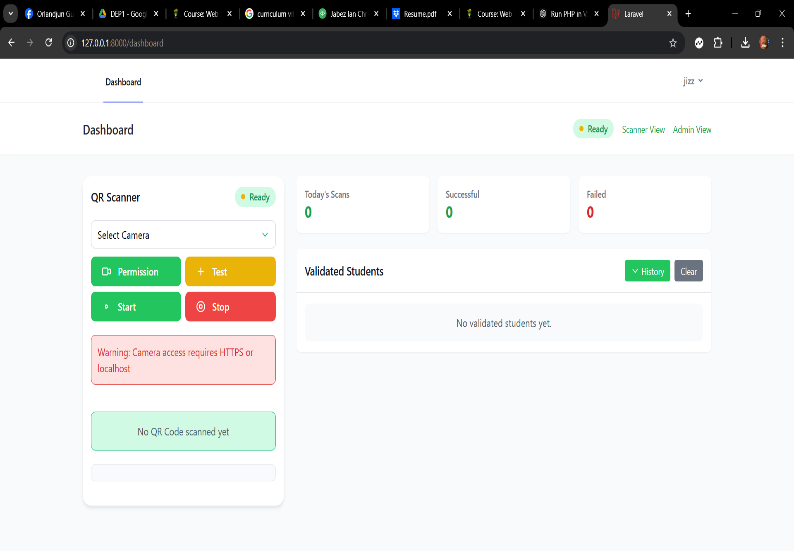 Orlandjun Gu
DEP1 - Googl
Course: Web
curriculum vi
Jabez Ian Ch
Resume.pdf
Course: Web
Run PHP in V
Laravel
127.0.0.1:8000/dashboard
Dashboard
jizz
Dashboard
Ready
Scanner View
Admin View
QR Scanner
Ready
Select Camera
Permission
Test
Start
Stop
Warning: Camera access requires HTTPS or
localhost
No QR Code scanned yet
Today's Scans
0
Successful
0
Failed
0
Validated Students
History
Clear
No validated students yet.